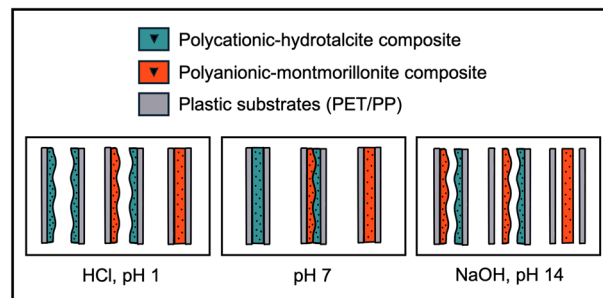 Polycationic-hydrotalcite composite
Polyanionic-montmorillonite composite
Plastic substrates (PET/PP)
HCl, pH 1
pH 7
NaOH, pH 14